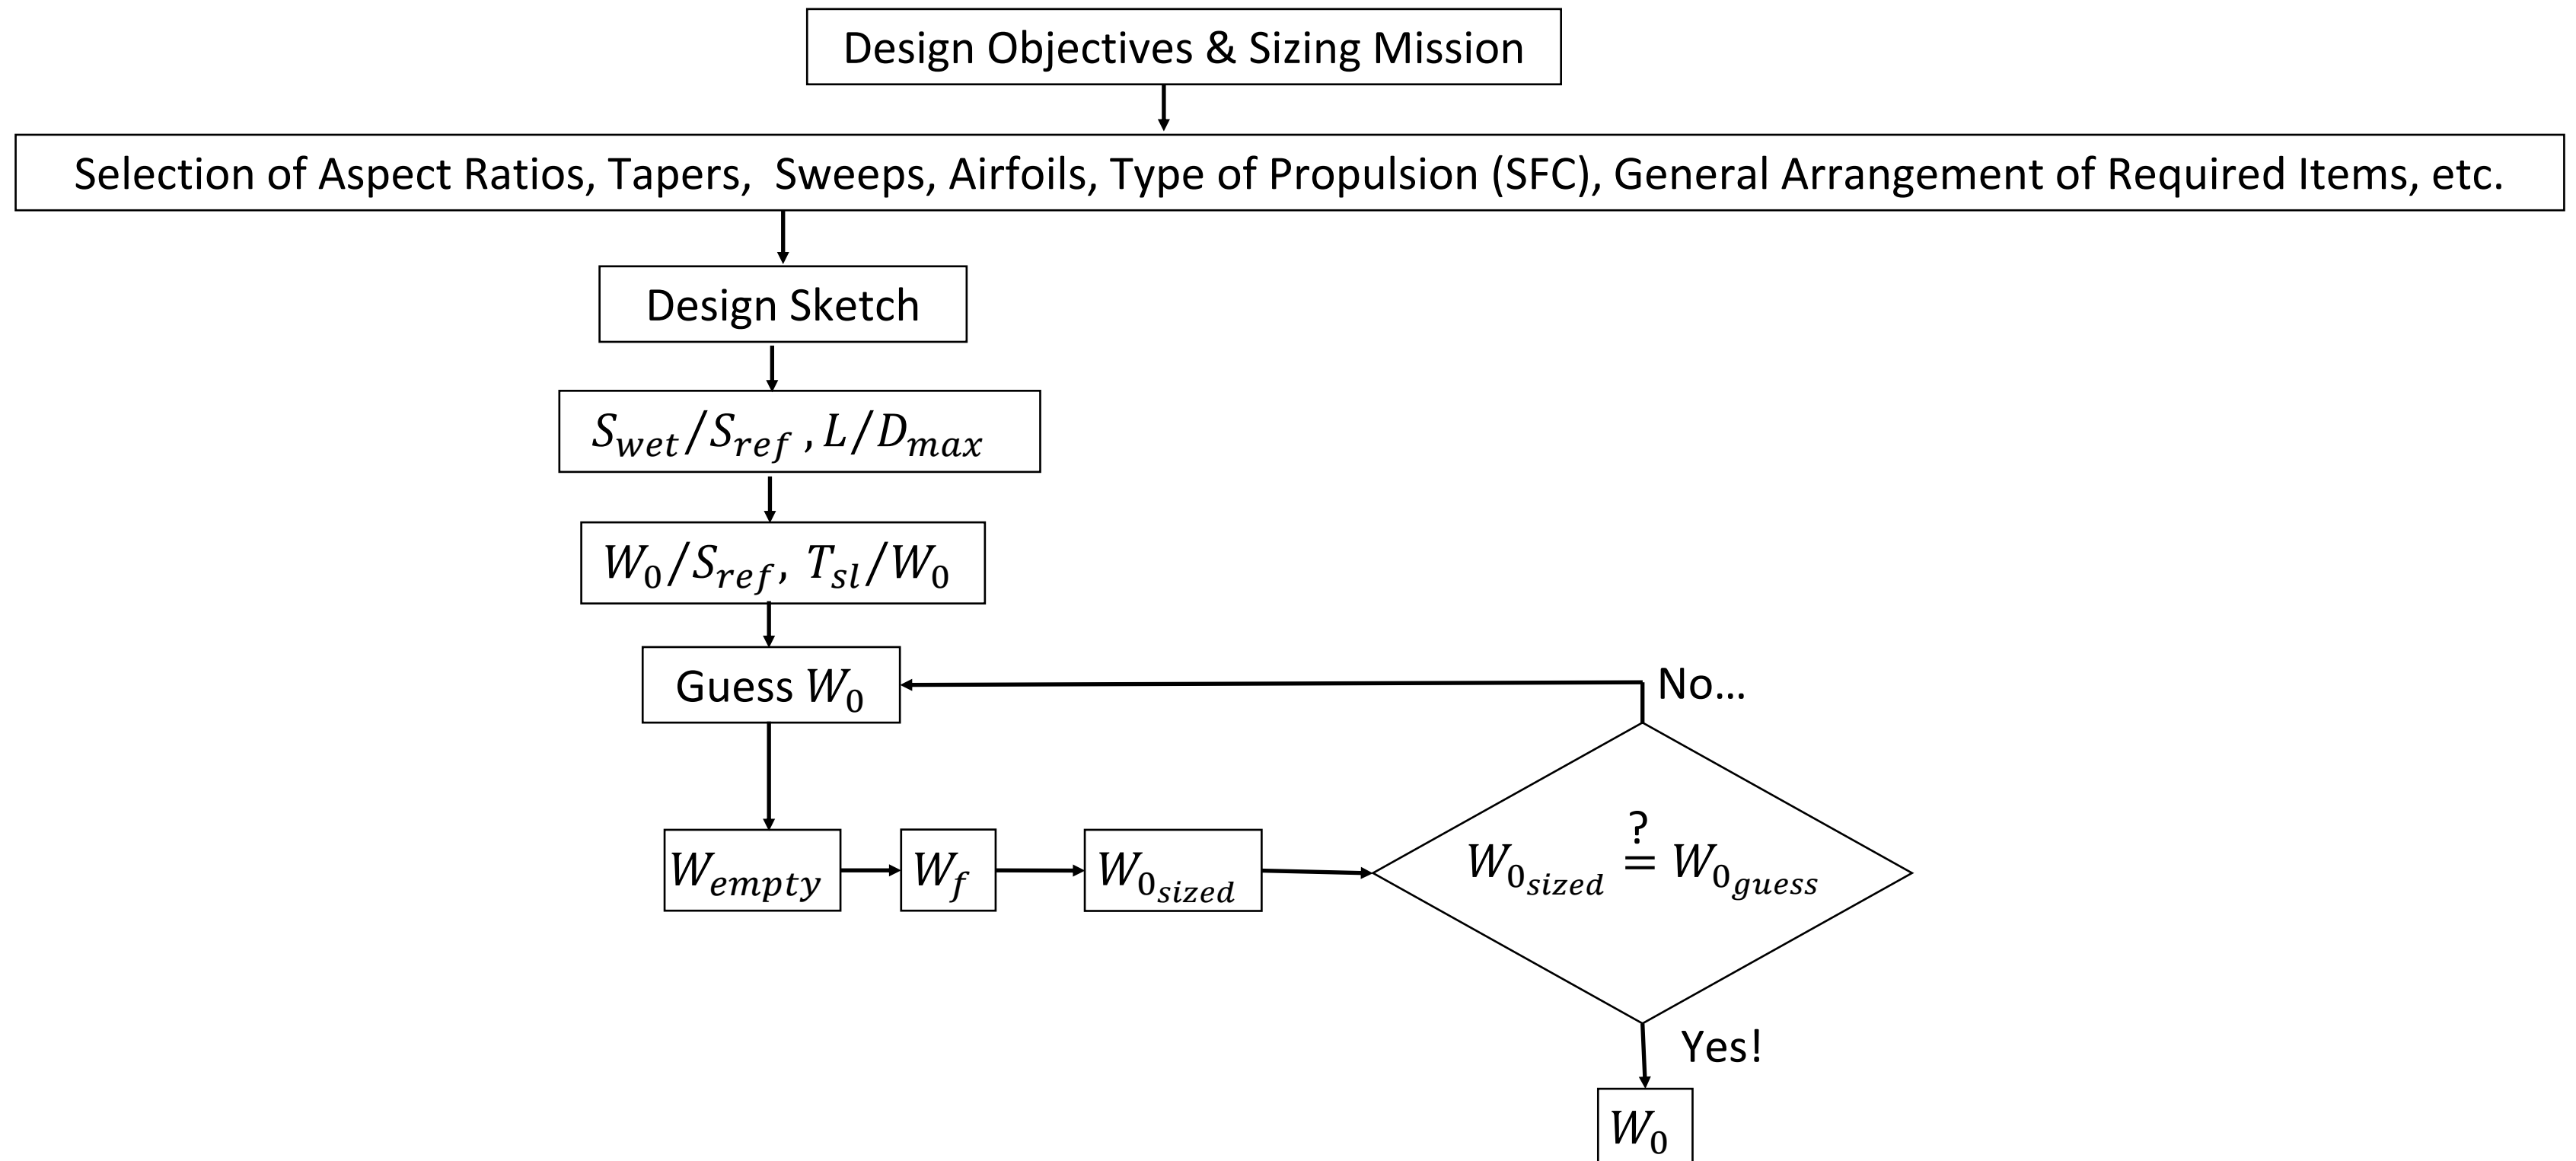 Design Objectives & Sizing Mission
Selection of Aspect Ratios, Tapers,  Sweeps, Airfoils, Type of Propulsion (SFC), General Arrangement of Required Items, etc.
Design Sketch
S_wet/S_ref , L/D_max
W_0/S_ref, T_sl/W_0
Guess W_0
No…
W_empty
W_f
W_0_sized
W_0_sized =? W_0_guess
Yes!
W_0